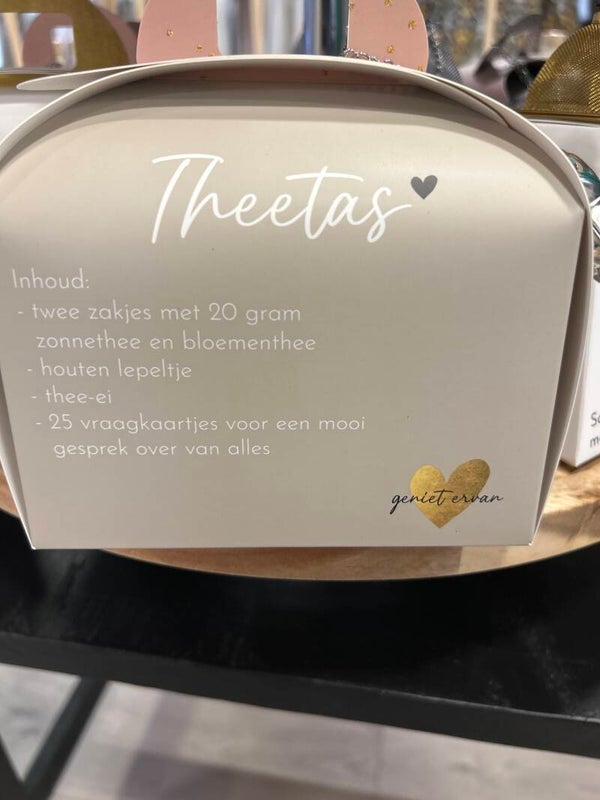 Theetas
Inhoud:
- twee zakjes met 20 gram
zonnethee en bloementhee
- houten lepeltje
- thee-ei
- 25 vraagkaartjes voor een mooi
gesprek over van alles
geniet ervan